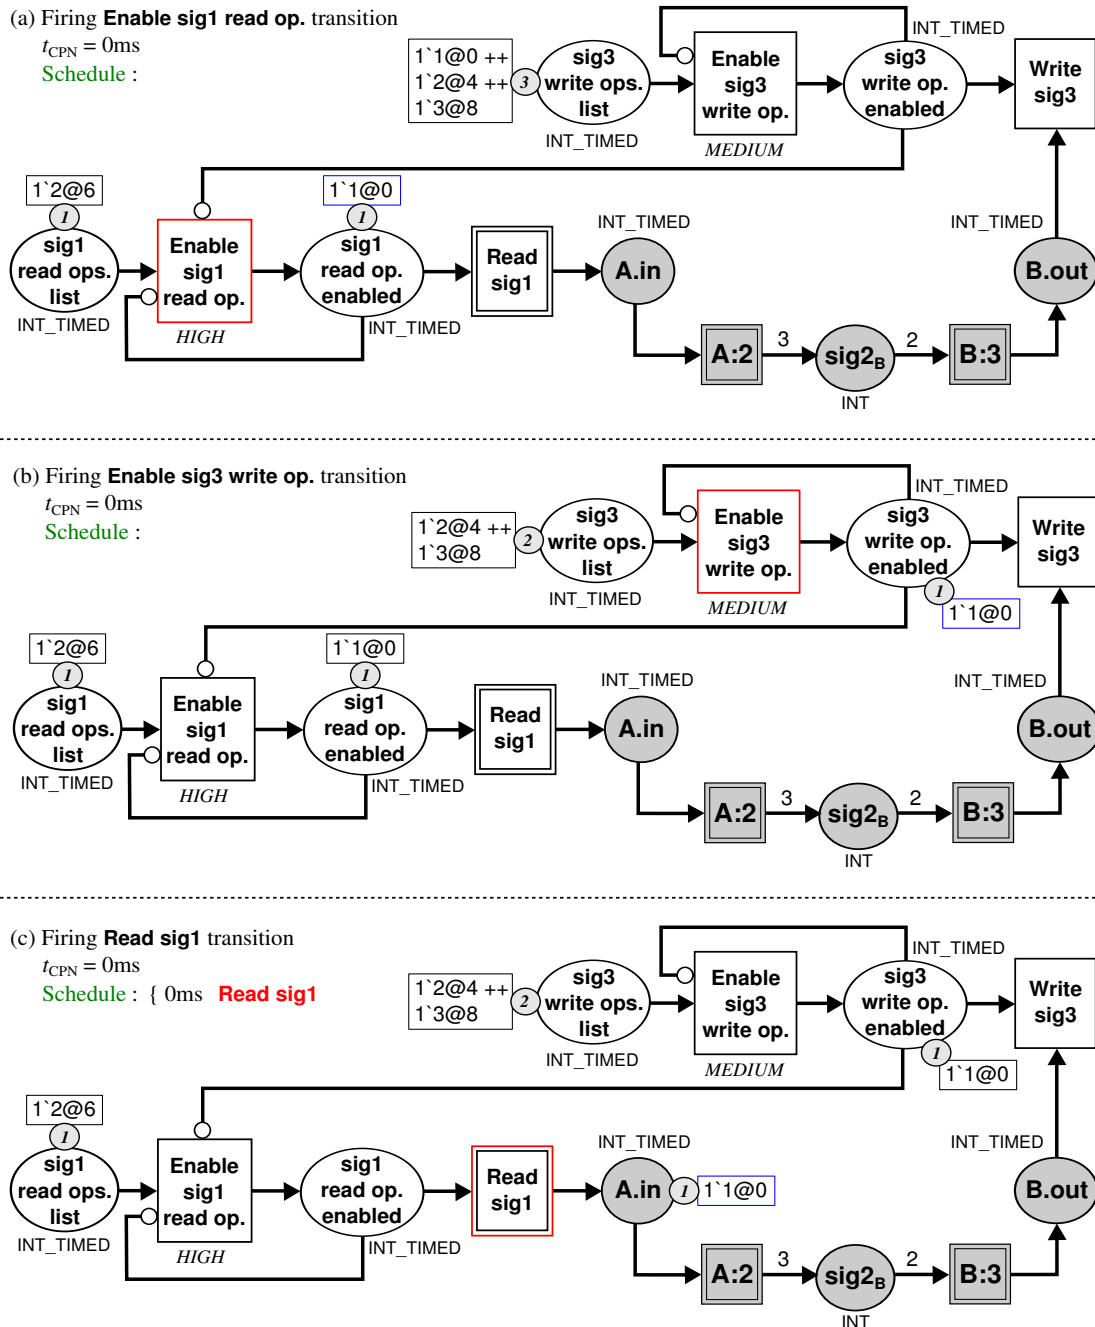 (a) Firing Enable sig1 read op. transition
tCPN = 0ms
Schedule :
1`1@0 ++
1`2@4 ++
1`3@8
3
sig3
write ops.
list
INT_TIMED
Enable
sig3
write op.
MEDIUM
INT_TIMED
sig3
write op.
enabled
Write
sig3
1`2@6
1
sig1
read ops.
list
INT_TIMED
Enable
sig1
read op.
HIGH
1`1@0
1
sig1
read op.
enabled
INT_TIMED
Read
sig1
INT_TIMED
A.in
A:2
3
sig2B
INT
2
B:3
INT_TIMED
B.out
(b) Firing Enable sig3 write op. transition
tCPN = 0ms
Schedule :
1`2@4 ++
1`3@8
2
sig3
write ops.
list
INT_TIMED
Enable
sig3
write op.
MEDIUM
INT_TIMED
sig3
write op.
enabled
1
1`1@0
Write
sig3
1`2@6
1
sig1
read ops.
list
INT_TIMED
Enable
sig1
read op.
HIGH
1`1@0
1
sig1
read op.
enabled
INT_TIMED
Read
sig1
INT_TIMED
A.in
A:2
3
sig2B
INT
2
B:3
INT_TIMED
B.out
(c) Firing Read sig1 transition
tCPN = 0ms
Schedule : { 0ms Read sig1
1`2@4 ++
1`3@8
2
sig3
write ops.
list
INT_TIMED
Enable
sig3
write op.
MEDIUM
INT_TIMED
sig3
write op.
enabled
1
1`1@0
Write
sig3
1`2@6
1
sig1
read ops.
list
INT_TIMED
Enable
sig1
read op.
HIGH
sig1
read op.
enabled
INT_TIMED
Read
sig1
INT_TIMED
A.in
1
1`1@0
A:2
3
sig2B
INT
2
B:3
INT_TIMED
B.out